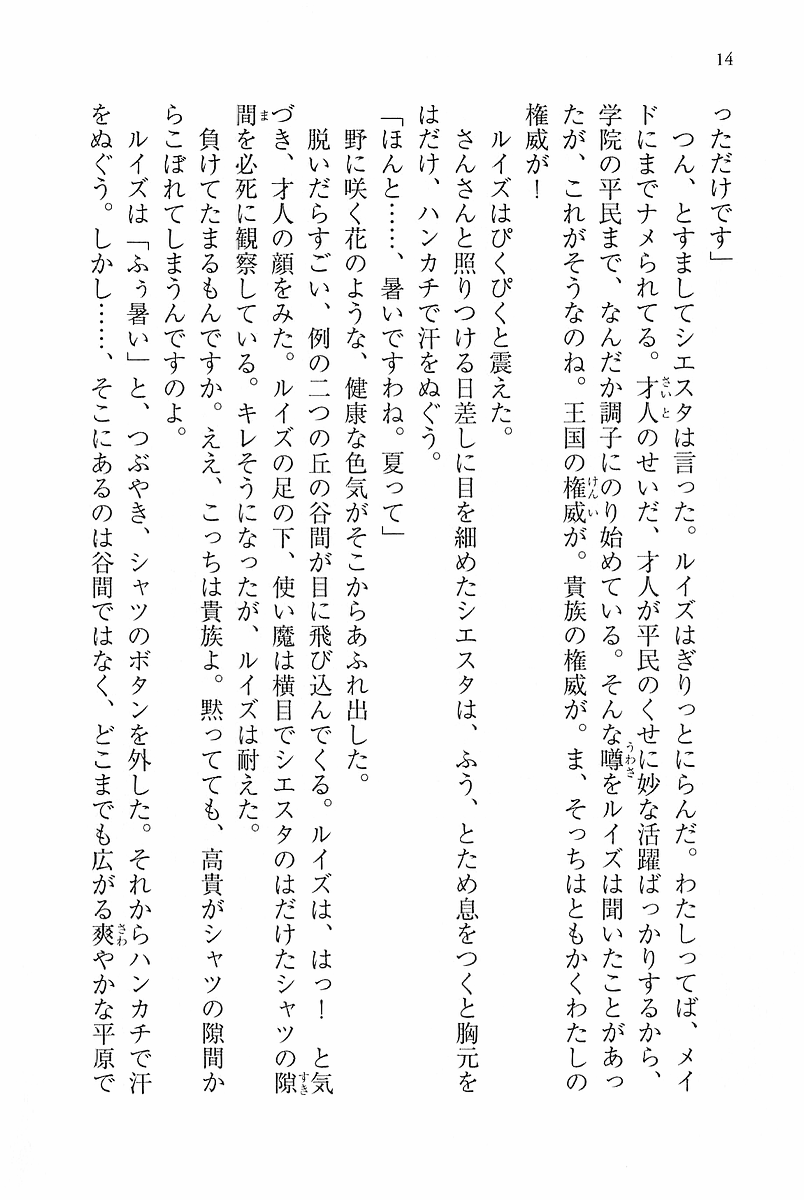 14
っただけです」
　つん、とすましてシエスタは言った。ルイズはぎりっとにらんだ。わたしってば、メイ
ドにまでナメられてる。才人のせいだ、才人が平民のくせに妙な活躍ばっかりするから、
学院の平民まで、なんだか調子にのり始めている。そんな噂をルイズは聞いたことがあっ
たが、これがそうなのね。王国の権威が。貴族の権威が。ま、そっちはともかくわたしの
権威が！
　ルイズはぴくぴくと震えた。
　さんさんと照りつける日差しに目を細めたシエスタは、ふう、とため息をつくと胸元を
はだけ、ハンカチで汗をぬぐう。
「ほんと……、暑いですわね。夏って」
　野に咲く花のような、健康な色気がそこからあふれ出した。
　脱いだらすごい、例の二つの丘の谷間が目に飛び込んでくる。ルイズは、はっ！　と気
づき、才人の顔をみた。ルイズの足の下、使い魔は横目でシエスタのはだけたシャツの隙
間を必死に観察している。キレそうになったが、ルイズは耐えた。
　負けてたまるもんですか。ええ、こっちは貴族よ。黙ってても、高貴がシャツの隙間か
らこぼれてしまうんですのよ。
　ルイズは「ふぅ暑い」と、つぶやき、シャツのボタンを外した。それからハンカチで汗
をぬぐう。しかし……、そこにあるのは谷間ではなく、どこまでも広がる爽やかな平原で